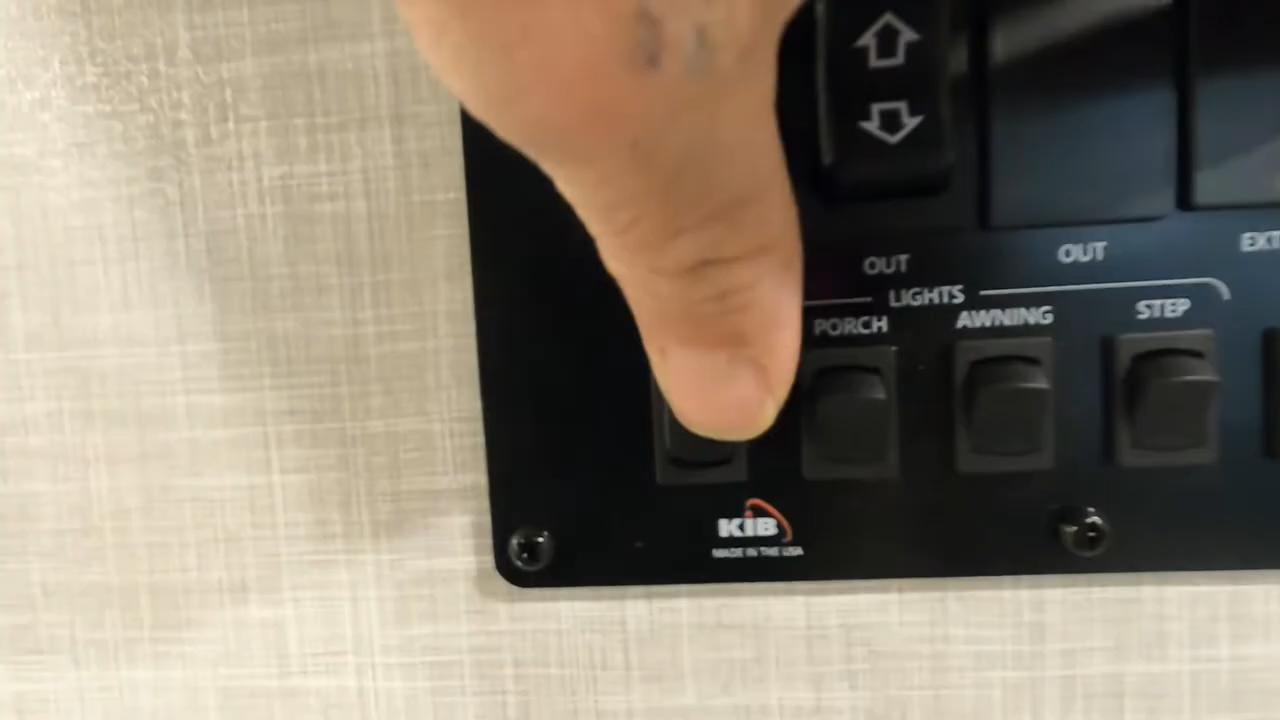 OUT
OUT
LIGHTS
PORCH
AWNING
STEP
KIB
MADE IN THE USA